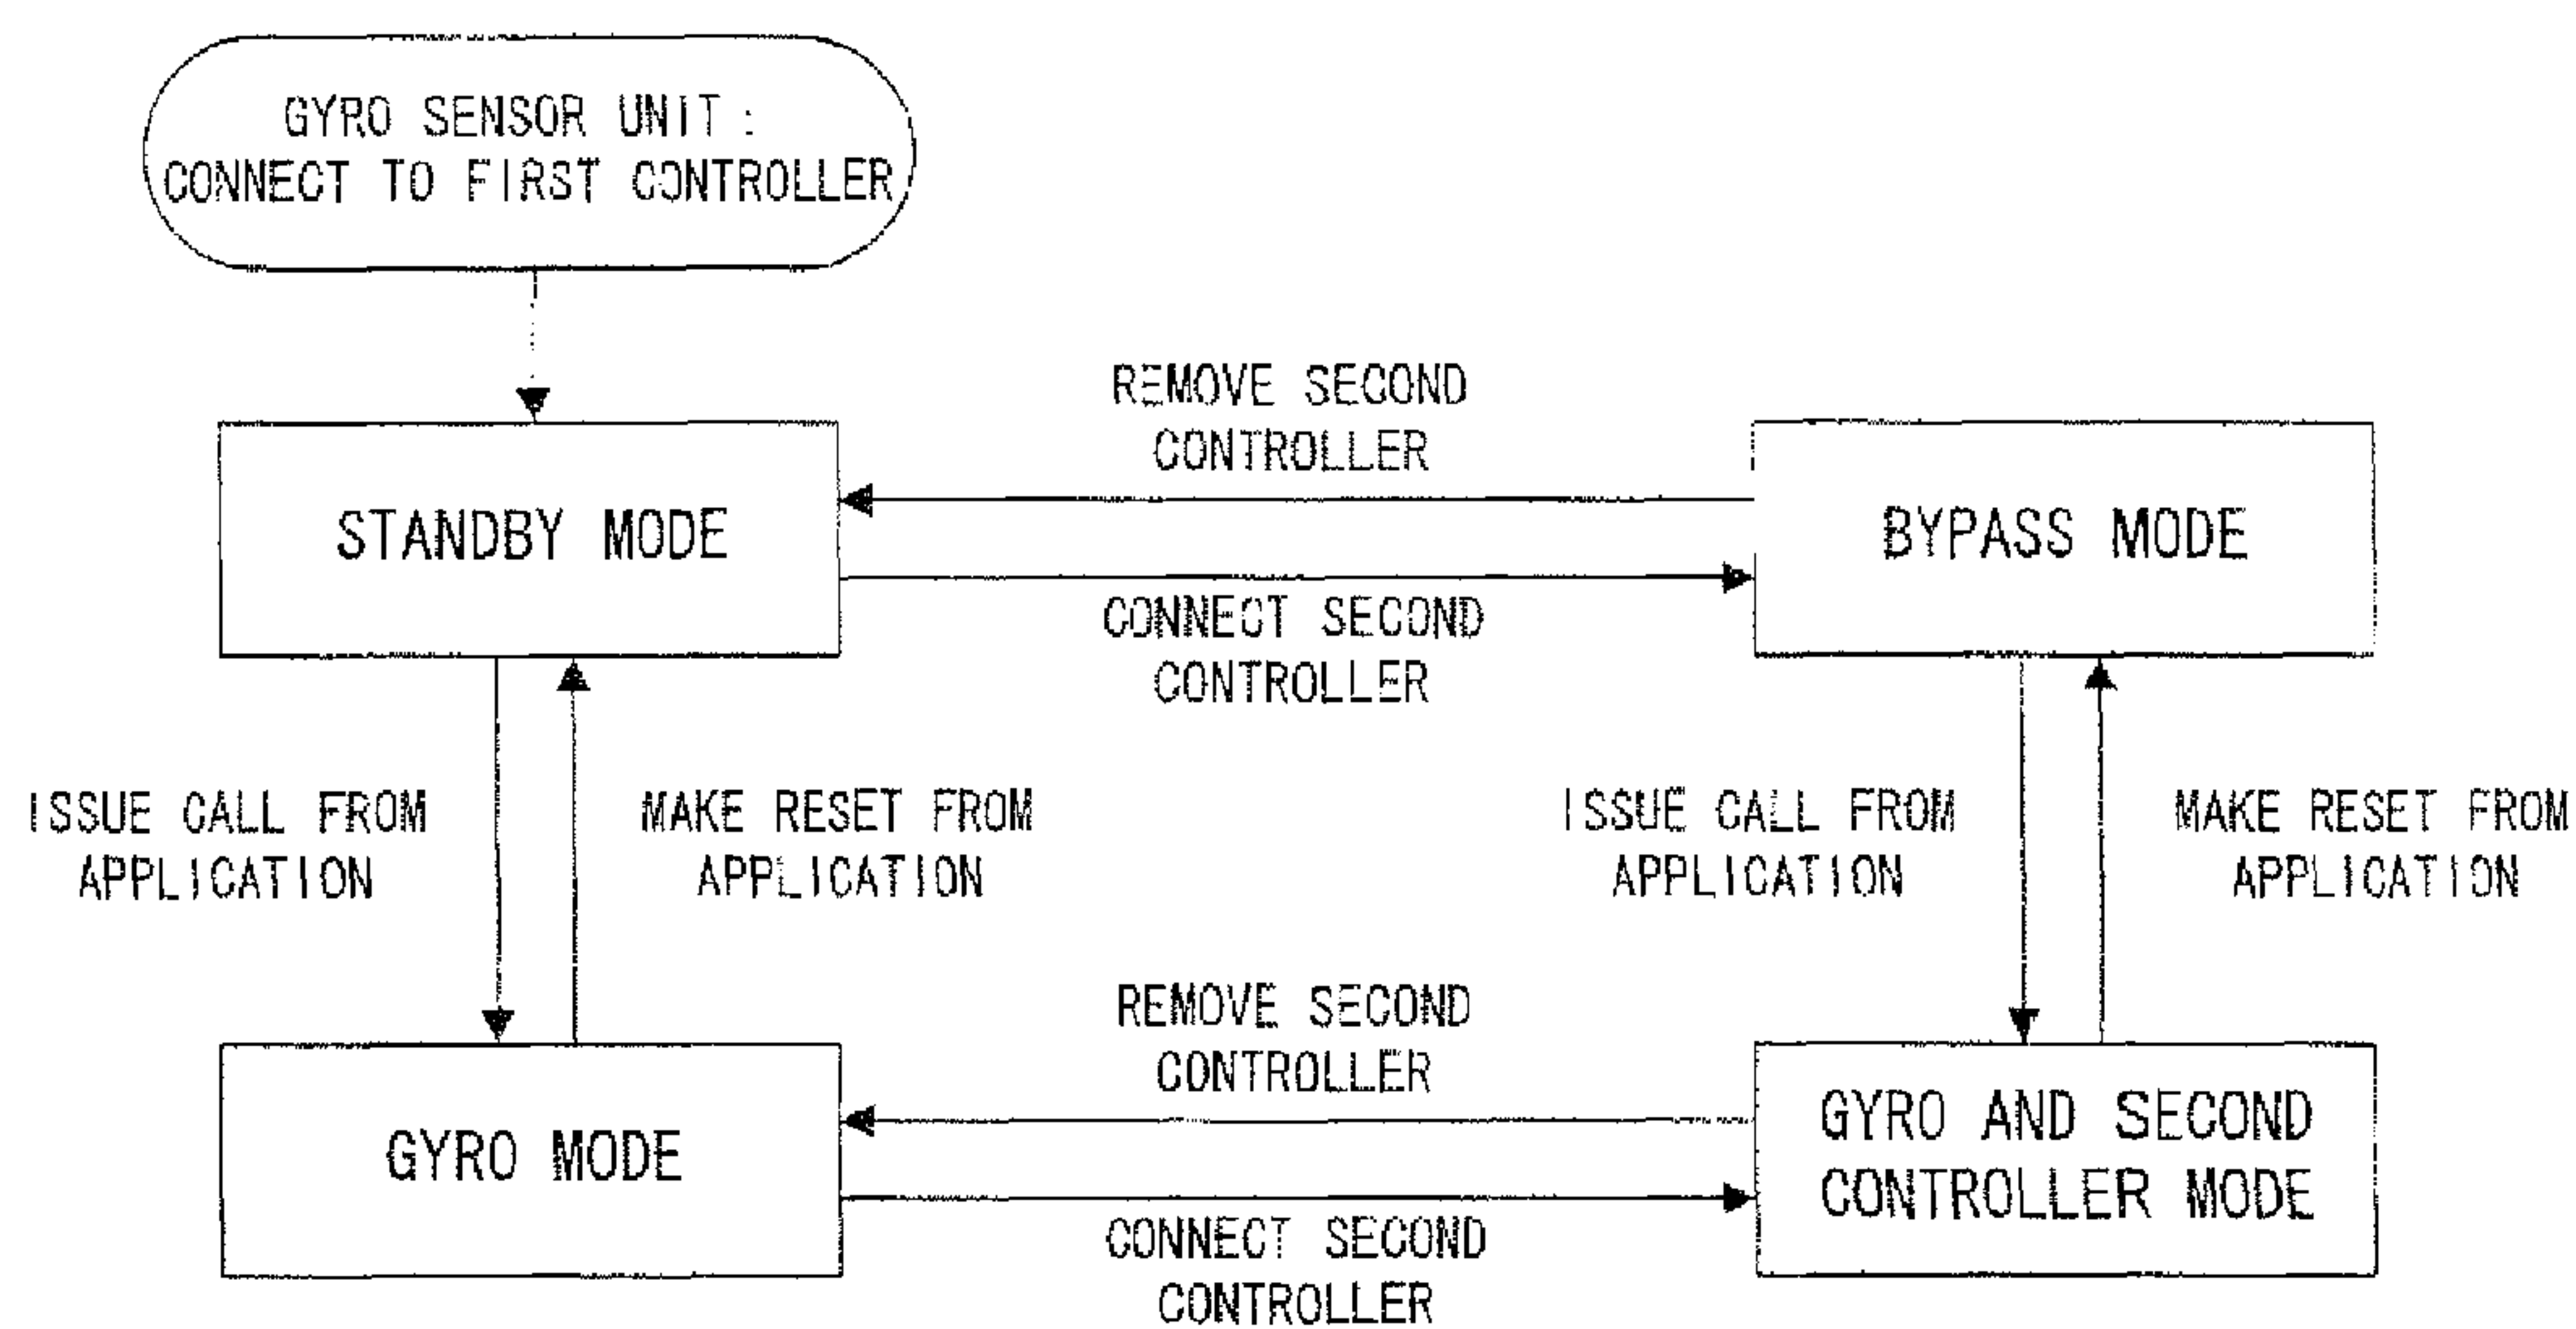 GYRO SENSOR UNIT :
CONNECT TO FIRST CONTROLLER
REMOVE SECOND
CONTROLLER
STANDBY MODE
BYPASS MODE
CONNECT SECOND
CONTROLLER
ISSUE CALL FROM
APPLICATION
MAKE RESET FROM
APPLICATION
ISSUE CALL FROM
APPLICATION
MAKE RESET FROM
APPLICATION
REMOVE SECOND
CONTROLLER
GYRO MODE
GYRO AND SECOND
CONTROLLER MODE
CONNECT SECOND
CONTROLLER